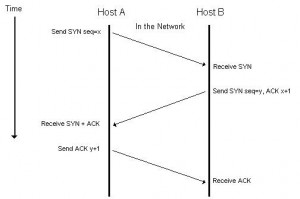 Time
Host A
Host B
In the Network
Send SYN seq=x
Receive SYN
Send SYN seq=y, ACK x+1
Receive SYN + ACK
Send ACK y+1
Receive ACK